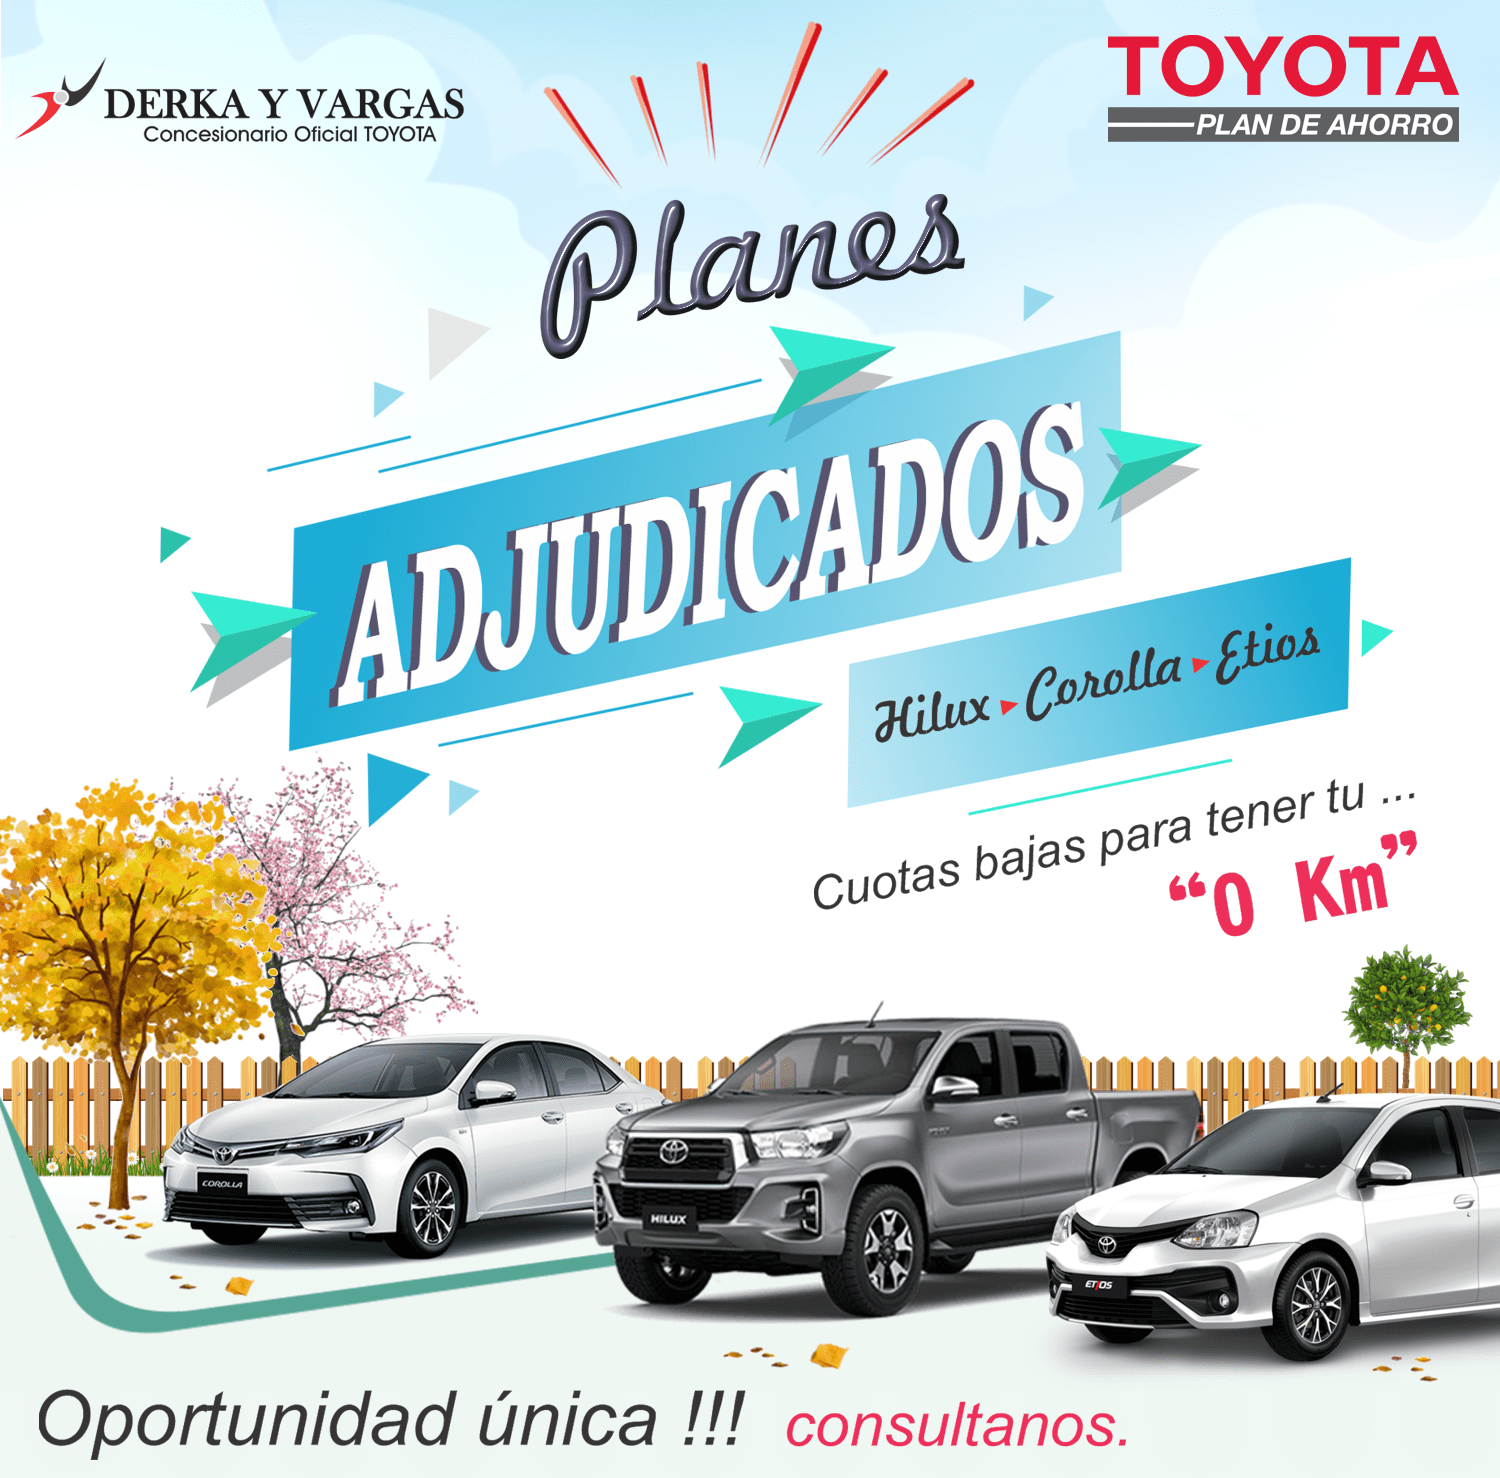 DERKA Y VARGAS
Concesionario Oficial TOYOTA
TOYOTA
PLAN DE AHORRO
Planes
ADJUDICADOS
Hilux Corolla Etios
Cuotas bajas para tener tu ...
“0 Km”
COROLLA
HILUX
ETIOS
Oportunidad única !!! consultanos.